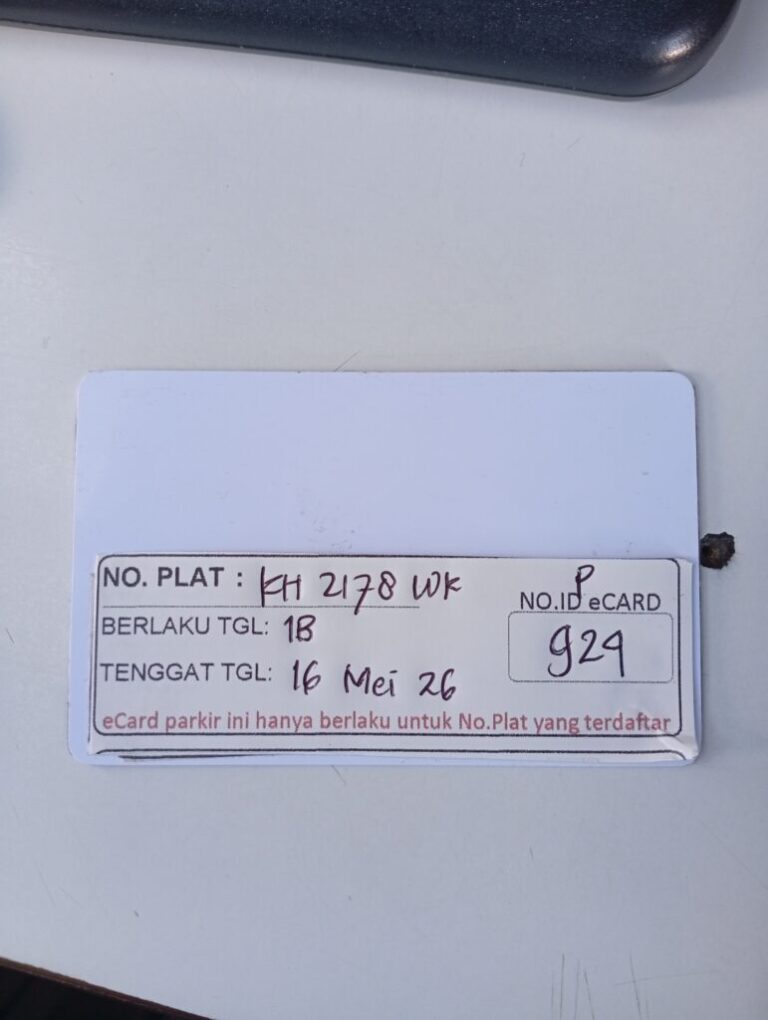 NO. PLAT : KH 2178 WK
BERLAKU TGL: 1B
TENGGAT TGL: 16 Mei 26
P
NO.ID eCARD
929
eCard parkir ini hanya berlaku untuk No.Plat yang terdaftar